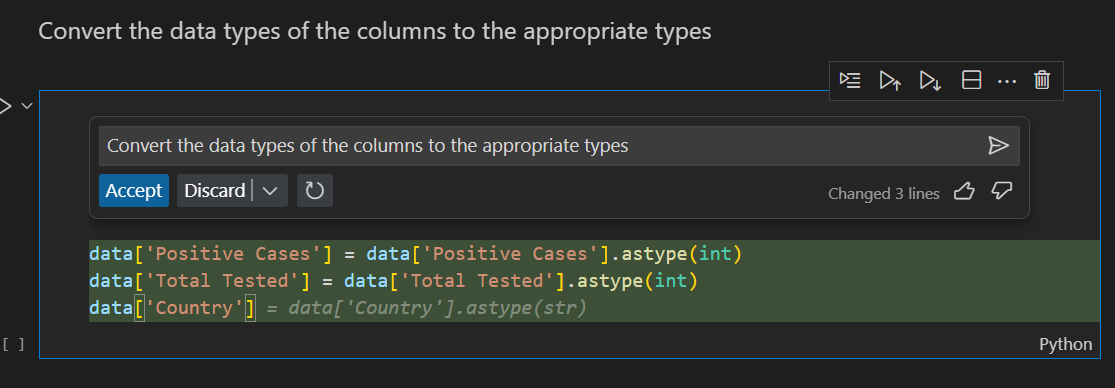 Convert the data types of the columns to the appropriate types
Convert the data types of the columns to the appropriate types
Accept Discard Changed 3 lines
data['Positive Cases'] = data['Positive Cases'].astype(int)
data['Total Tested'] = data['Total Tested'].astype(int)
data['Country'] = data['Country'].astype(str)
[ ] Python